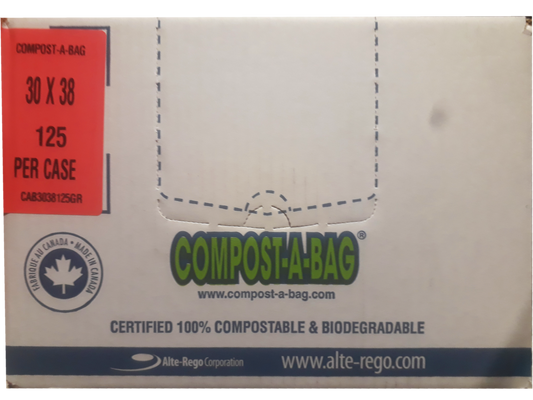 COMPOST-A-BAG
30 X 38
125
PER CASE
CAB3038125GR
FABRIQUÉ AU CANADA • MADE IN CANADA
COMPOST-A-BAG®
www.compost-a-bag.com
CERTIFIED 100% COMPOSTABLE & BIODEGRADABLE
Alte-Rego Corporation www.alte-rego.com